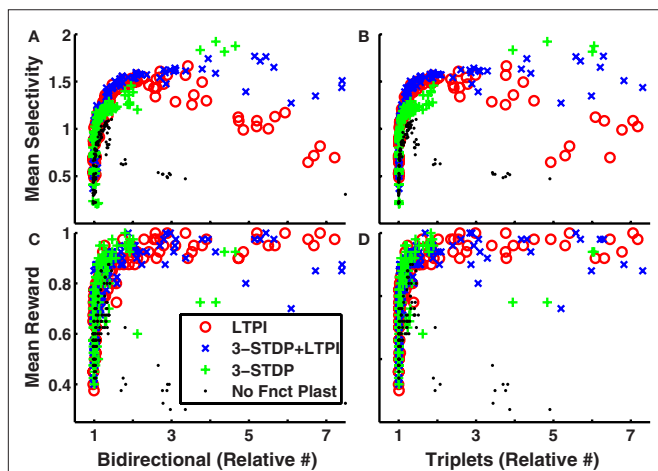 A
B
2
1.5
1
0.5
Mean Selectivity
C
D
1
0.8
0.6
0.4
Mean Reward
LTPI
3-STDP+LTPI
3-STDP
No Fnct Plast
1 3 5 7
1 3 5 7
Bidirectional (Relative #)
Triplets (Relative #)